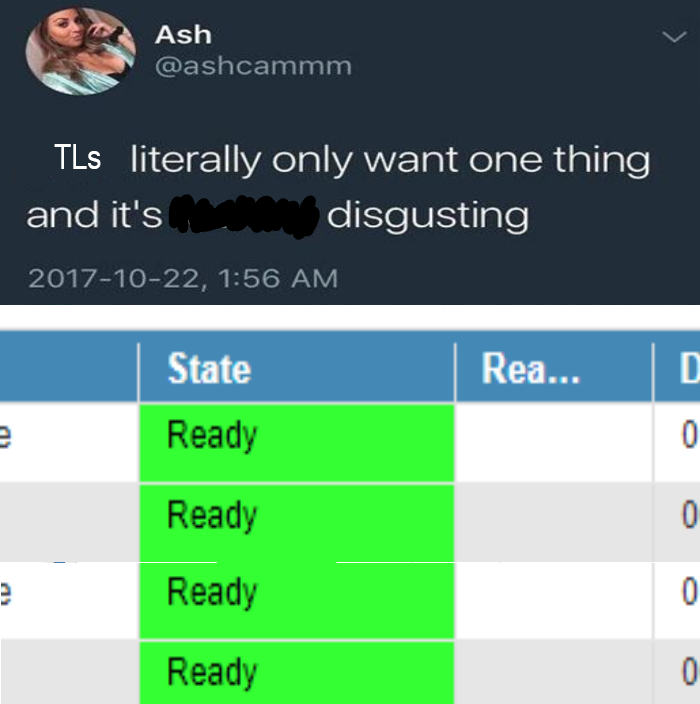 Ash
@ashcammm
TLs literally only want one thing
and it's disgusting
2017-10-22, 1:56 AM
State Rea... D
e Ready 0
Ready 0
e Ready 0
Ready 0